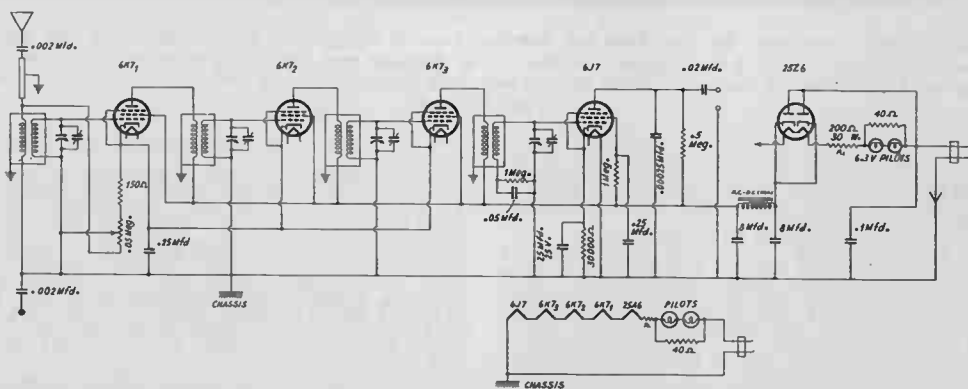 .002 Mfd.
6K7₁
6K7₂
6K7₃
6J7
.02 Mfd.
25Z6
40Ω
200Ω
30 W.
R₁
6-3 V PILOTS
150Ω
.05 Meg.
.25 Mfd
1 Meg.
.05 Mfd.
25 Mfd.
25 V.
30000Ω
1 Meg.
.25
Mfd.
.00025 Mfd.
.5
Meg.
8 Mfd.
8 Mfd.
.1 Mfd.
.002 Mfd.
CHASSIS
6J7
6K7₃
6K7₂
6K7₁
25A6
PILOTS
40Ω
CHASSIS